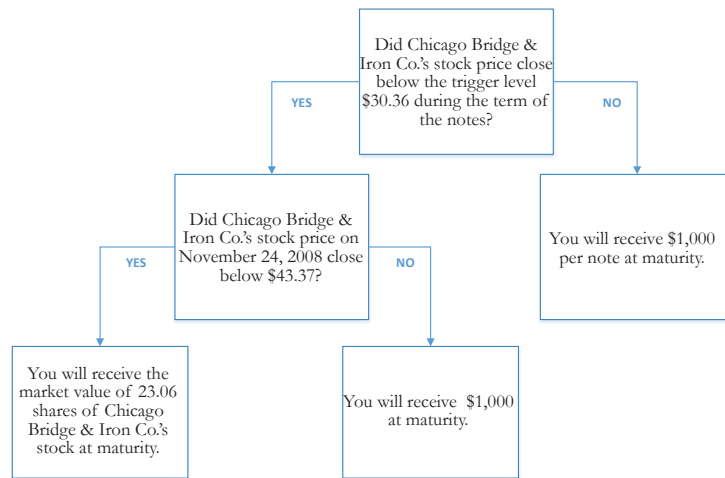 Did Chicago Bridge &
Iron Co.'s stock price close
below the trigger level
$30.36 during the term of
the notes?
YES
NO
Did Chicago Bridge &
Iron Co.'s stock price on
November 24, 2008 close
below $43.37?
You will receive $1,000
per note at maturity.
YES
NO
You will receive the
market value of 23.06
shares of Chicago
Bridge & Iron Co.'s
stock at maturity.
You will receive $1,000
at maturity.